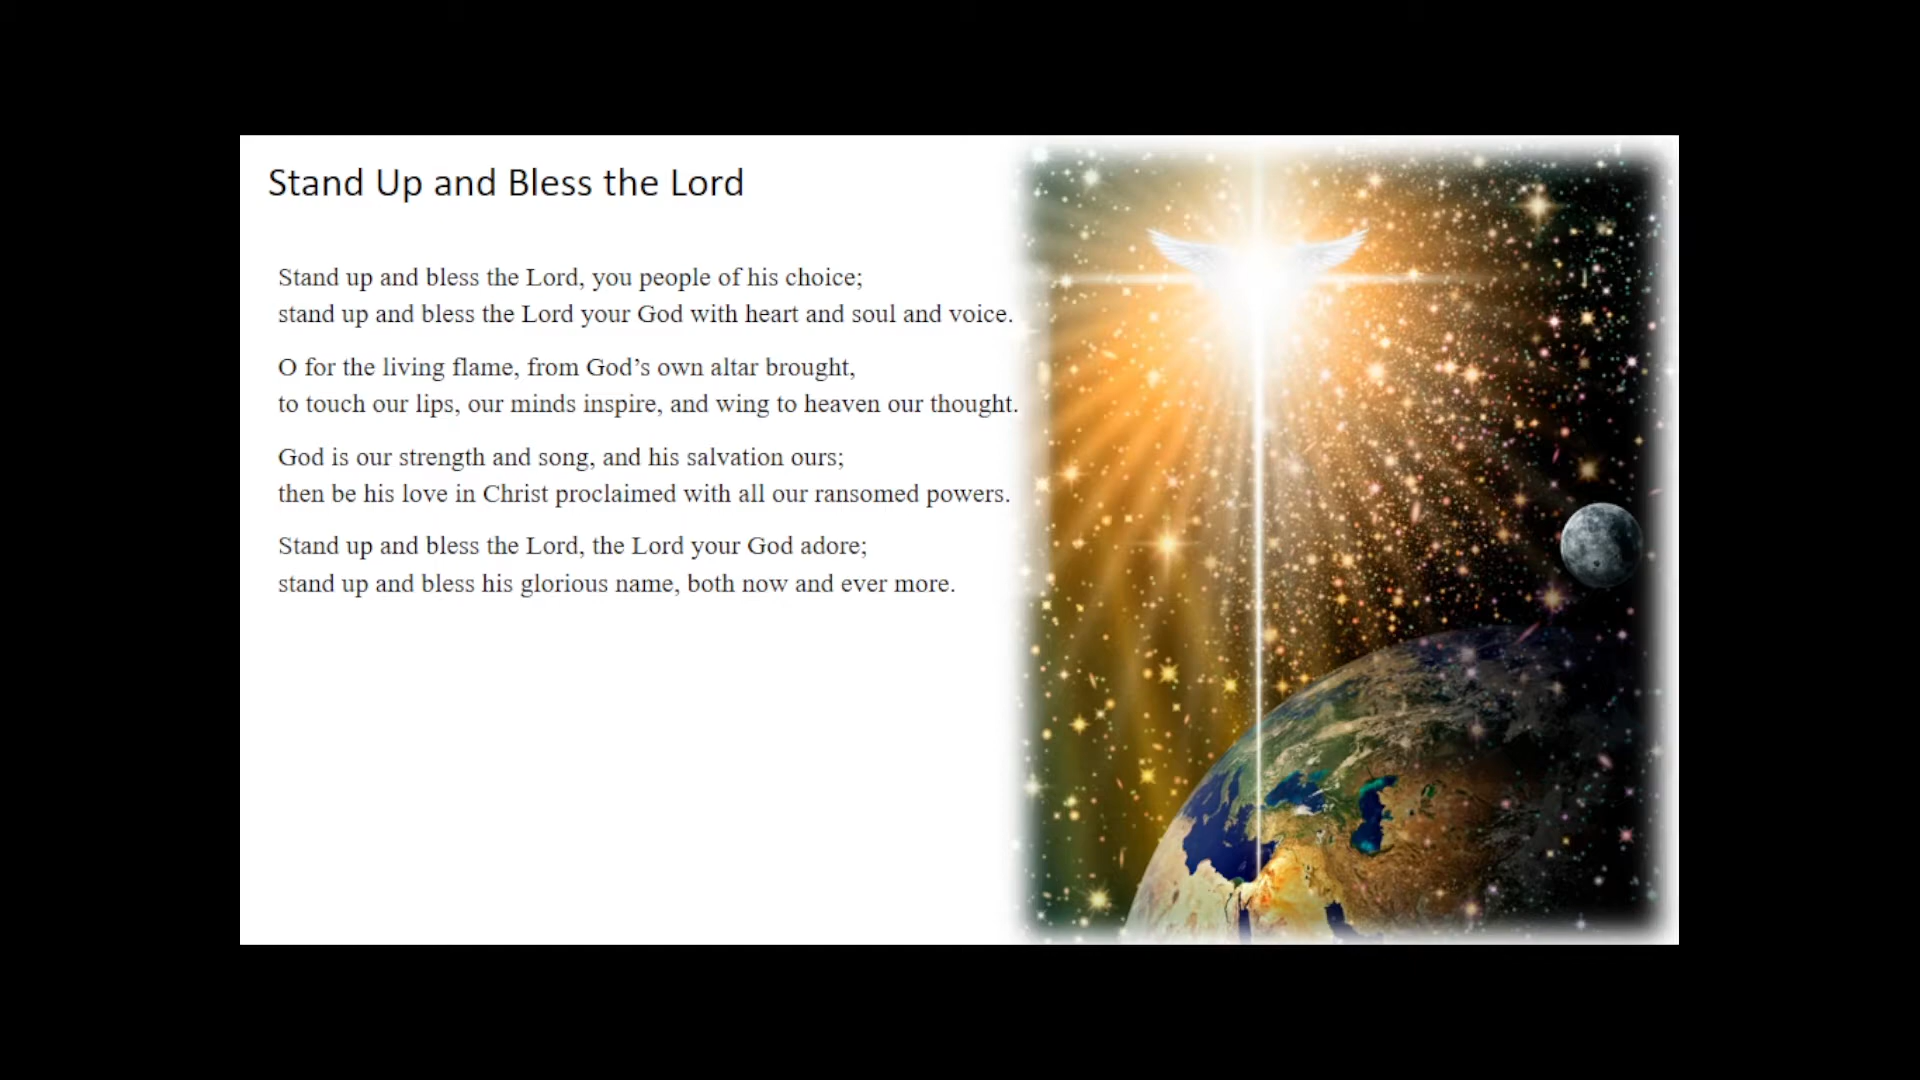 Stand Up and Bless the Lord
Stand up and bless the Lord, you people of his choice;
stand up and bless the Lord your God with heart and soul and voice.
O for the living flame, from God’s own altar brought,
to touch our lips, our minds inspire, and wing to heaven our thought.
God is our strength and song, and his salvation ours;
then be his love in Christ proclaimed with all our ransomed powers.
Stand up and bless the Lord, the Lord your God adore;
stand up and bless his glorious name, both now and ever more.